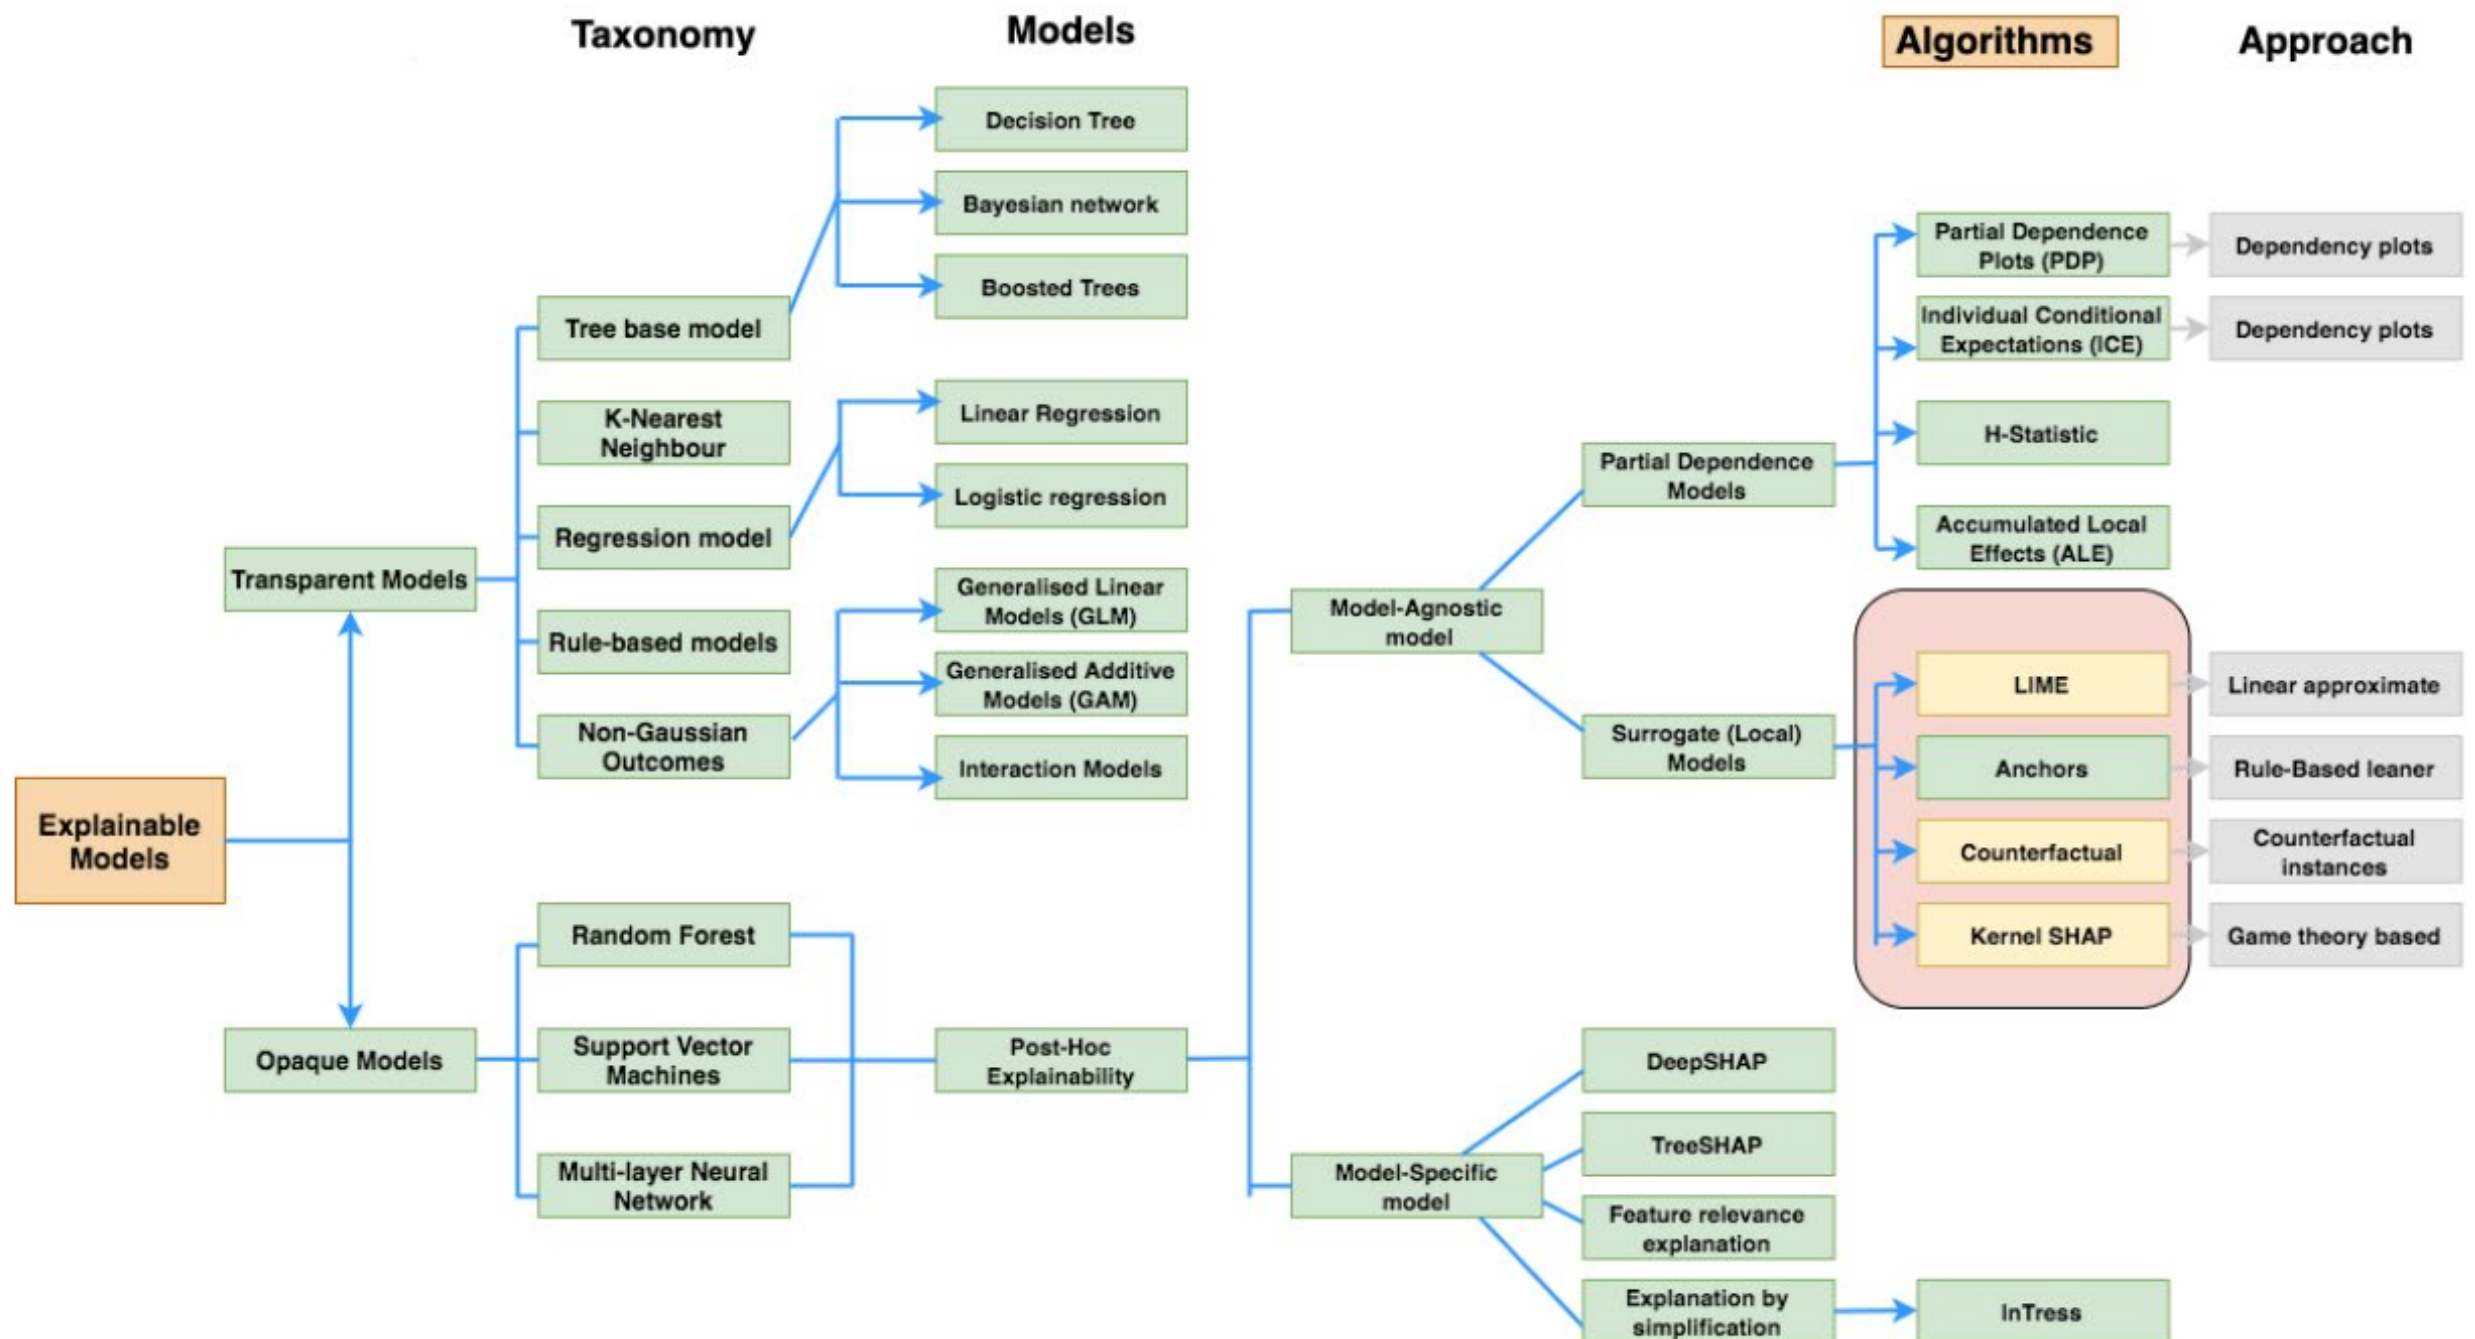 Taxonomy
Models
Algorithms
Approach
Decision Tree
Bayesian network
Boosted Trees
Tree base model
K-Nearest
Neighbour
Linear Regression
Logistic regression
Regression model
Transparent Models
Rule-based models
Generalised Linear
Models (GLM)
Generalised Additive
Models (GAM)
Non-Gaussian
Outcomes
Interaction Models
Explainable
Models
Random Forest
Opaque Models
Support Vector
Machines
Multi-layer Neural
Network
Post-Hoc
Explainability
Model-Agnostic
model
Partial Dependence
Models
Partial Dependence
Plots (PDP)
Dependency plots
Individual Conditional
Expectations (ICE)
Dependency plots
H-Statistic
Accumulated Local
Effects (ALE)
Surrogate (Local)
Models
LIME
Linear approximate
Anchors
Rule-Based leaner
Counterfactual
Counterfactual
instances
Kernel SHAP
Game theory based
Model-Specific
model
DeepSHAP
TreeSHAP
Feature relevance
explanation
Explanation by
simplification
InTress